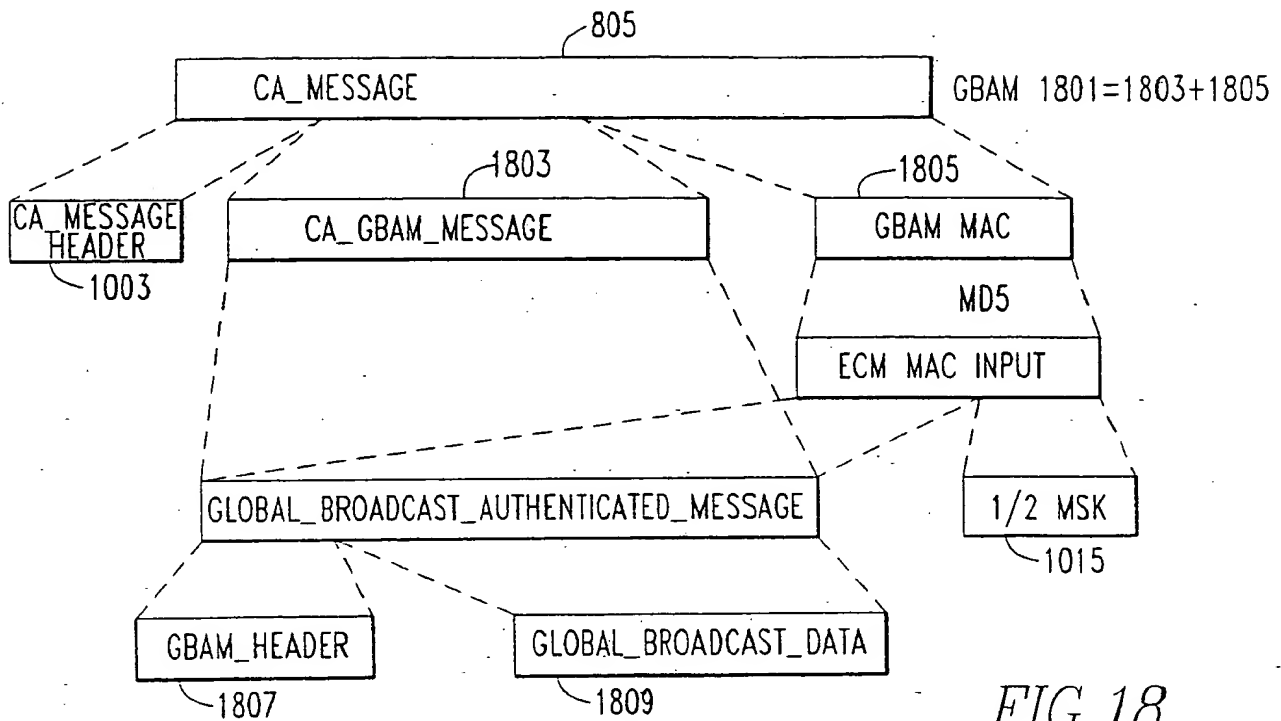 805
CA_MESSAGE
GBAM 1801=1803+1805
1803
1805
CA_MESSAGE
HEADER
CA_GBAM_MESSAGE
GBAM MAC
1003
MD5
ECM MAC INPUT
GLOBAL_BROADCAST_AUTHENTICATED_MESSAGE
1/2 MSK
1015
GBAM_HEADER
GLOBAL_BROADCAST_DATA
1807
1809
FIG.18